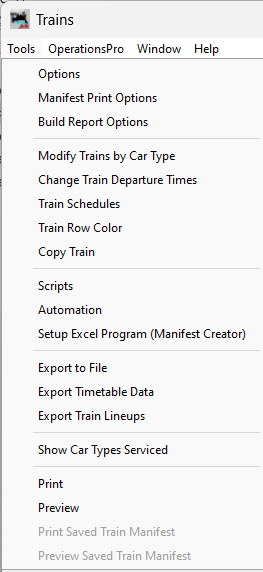 Trains
Tools OperationsPro Window Help
Options
Manifest Print Options
Build Report Options
Modify Trains by Car Type
Change Train Departure Times
Train Schedules
Train Row Color
Copy Train
Scripts
Automation
Setup Excel Program (Manifest Creator)
Export to File
Export Timetable Data
Export Train Lineups
Show Car Types Serviced
Print
Preview
Print Saved Train Manifest
Preview Saved Train Manifest